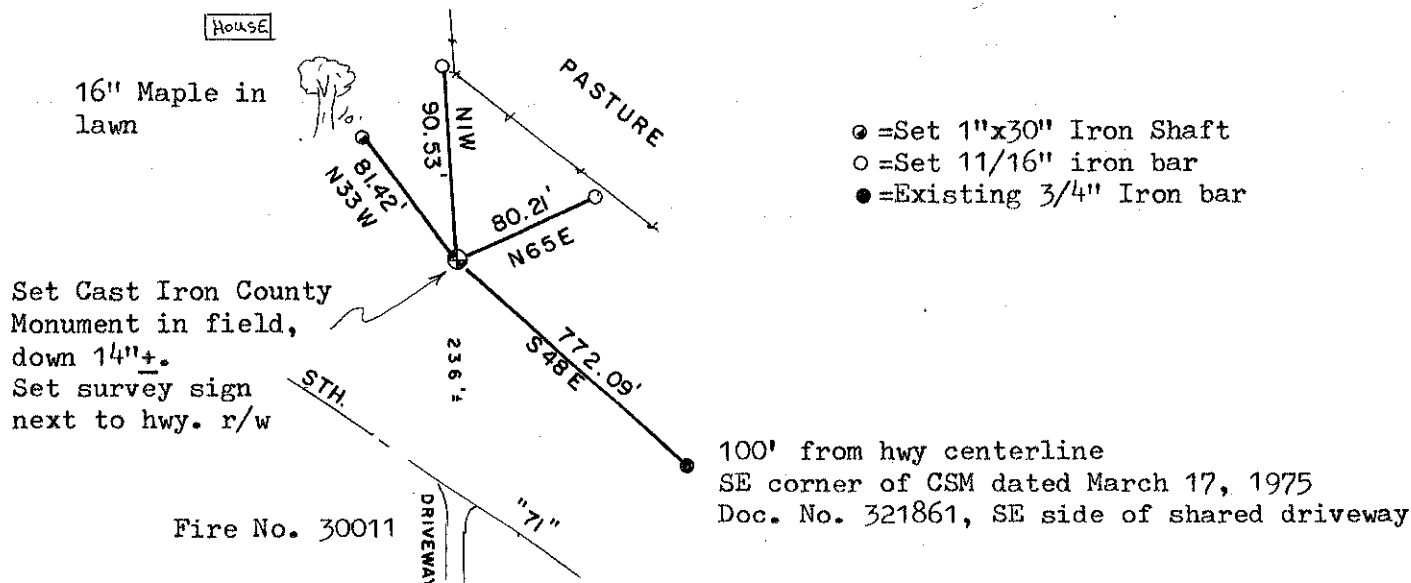 HOUSE
16" Maple in
lawn
10'
81.42'
N33W
N1W
90.53'
PASTURE
80.21'
N65E
=Set 1"x30" Iron Shaft
=Set 11/16" iron bar
=Existing 3/4" Iron bar
Set Cast Iron County
Monument in field,
down 14"±.
Set survey sign
next to hwy. r/w
236'±
772.09'
S48E
STH.
"71"
DRIVEWAY
Fire No. 30011
100' from hwy centerline
SE corner of CSM dated March 17, 1975
Doc. No. 321861, SE side of shared driveway